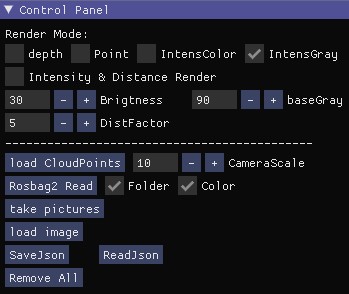 Control Panel
Render Mode:
depth Point IntensColor IntensGray
Intensity & Distance Render
30 - + Brigtness 90 - + baseGray
5 - + DistFactor
--------------------------------------------
load CloudPoints 10 - + CameraScale
Rosbag2 Read Folder Color
take pictures
load image
SaveJson ReadJson
Remove All